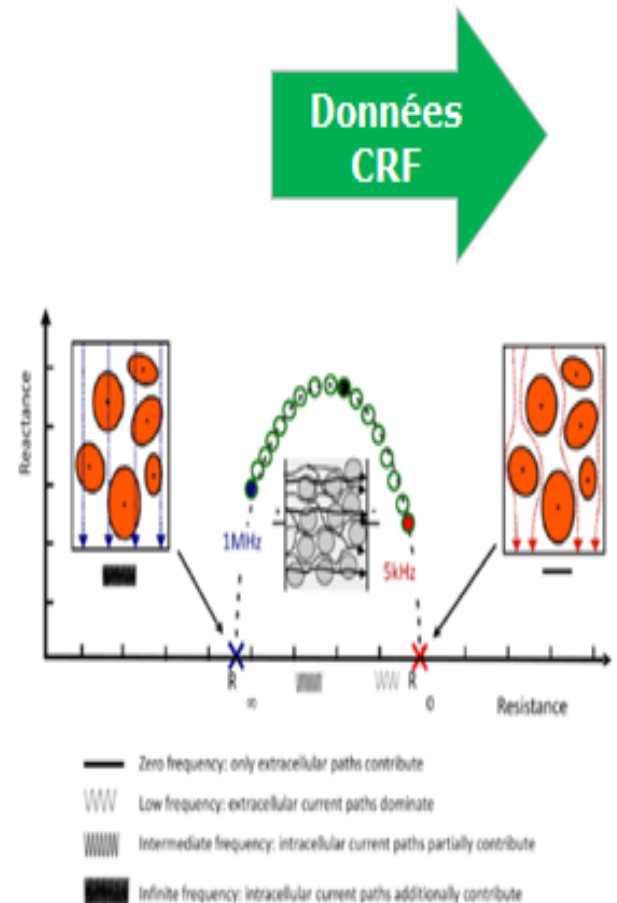 Données
CRF
Reactance
1MHz
5kHz
R
∞
R
0
Resistance
Zero frequency: only extracellular paths contribute
Low frequency: extracellular current paths dominate
Intermediate frequency: intracellular current paths partially contribute
Infinite frequency: intracellular current paths additionally contribute